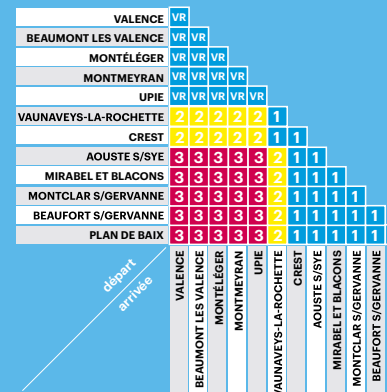 VALENCE VR
BEAUMONT LES VALENCE VR VR
MONTÉLÉGER VR VR VR
MONTMEYRAN VR VR VR VR
UPIE VR VR VR VR VR
VAUNAVEYS-LA-ROCHETTE 2 2 2 2 2 1
CREST 2 2 2 2 2 1 1
AOUSTE S/SYE 3 3 3 3 3 2 1 1
MIRABEL ET BLACONS 3 3 3 3 3 2 1 1 1
MONTCLAR S/GERVANNE 3 3 3 3 3 2 1 1 1 1
BEAUFORT S/GERVANNE 3 3 3 3 3 2 1 1 1 1 1
PLAN DE BAIX 3 3 3 3 3 2 1 1 1 1 1
départ
arrivée
VALENCE
BEAUMONT LES VALENCE
MONTÉLÉGER
MONTMEYRAN
UPIE
VAUNAVEYS-LA-ROCHETTE
CREST
AOUSTE S/SYE
MIRABEL ET BLACONS
MONTCLAR S/GERVANNE
BEAUFORT S/GERVANNE